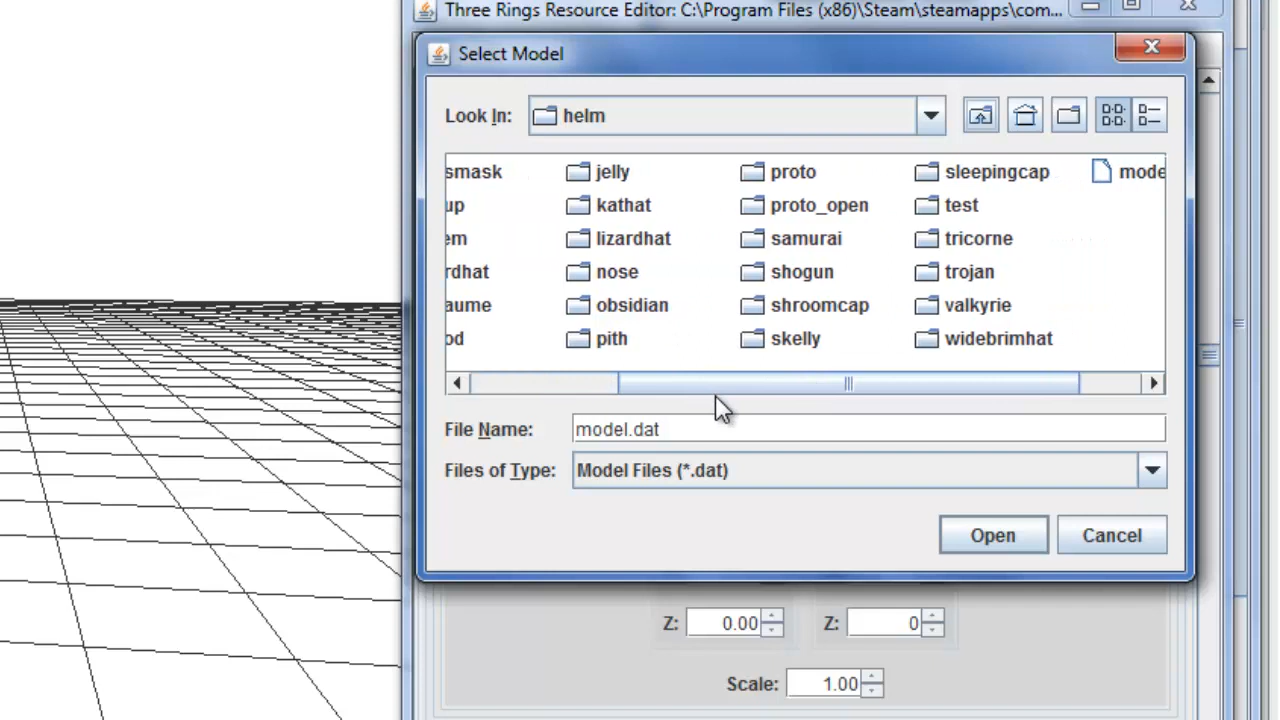 Three Rings Resource Editor: C:\Program Files (x86)\Steam\steamapps\com...
Select Model
Look In: helm
smask jelly proto sleepingcap mode
up kathat proto_open test
em lizardhat samurai tricorne
rdhat nose shogun trojan
aume obsidian shroomcap valkyrie
od pith skelly widebrimhat
File Name: model.dat
Files of Type: Model Files (*.dat)
Open Cancel
Z: 0.00 Z: 0
Scale: 1.00